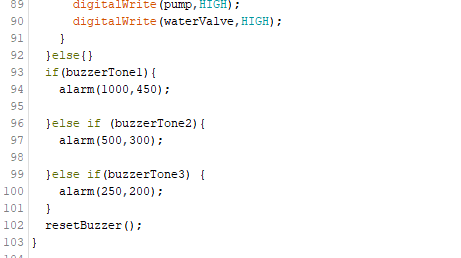 89 digitalWrite(pump,HIGH);
90 digitalWrite(waterValve,HIGH);
91 }
92 }else{}
93 if(buzzerTone1){
94 alarm(1000,450);
95
96 }else if (buzzerTone2){
97 alarm(500,300);
98
99 }else if(buzzerTone3) {
100 alarm(250,200);
101 }
102 resetBuzzer();
103 }